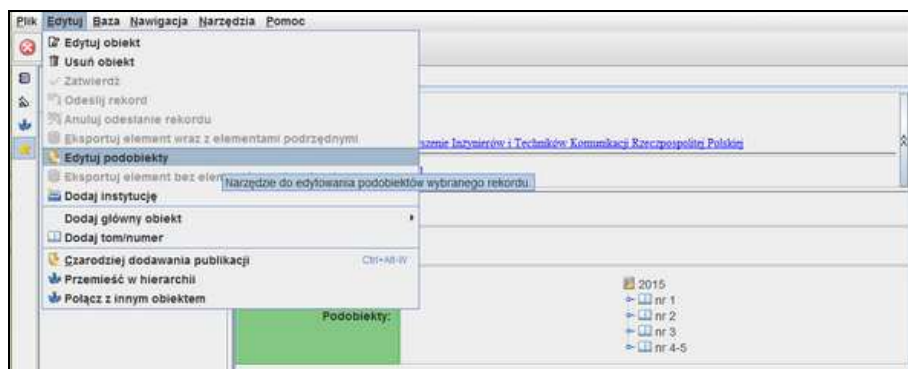 Plik Edytuj Baza Nawigacja Narzędzia Pomoc
Edytuj obiekt
Usuń obiekt
Zatwierdź
Odeslij rekord
Anuluj odesłanie rekordu
Eksportuj element wraz z elementami podrzędnymi
szenie Inżynierów i Techników Komunikacji Rzeczpospolitej Polskiej
Edytuj podobiekty
Eksportuj element bez
Narzędzie do edytowania podobiektów wybranego rekordu.
Dodaj instytucję
Dodaj główny obiekt
Dodaj tom/numer
Czarodziej dodawania publikacji Ctrl+Alt-W
Przemieść w hierarchii
Połącz z innym obiektem
Podobiekty:
2015
nr 1
nr 2
nr 3
nr 4-5